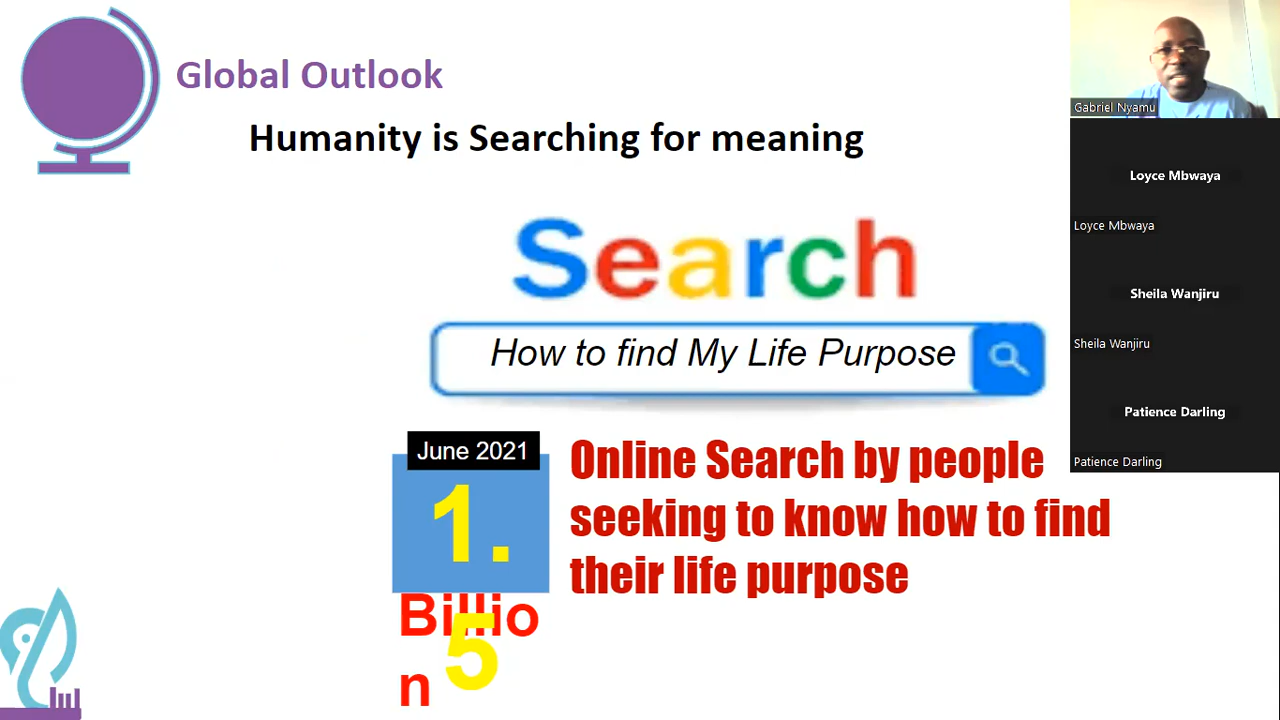 Global Outlook
Humanity is Searching for meaning
Search
How to find My Life Purpose
June 2021
1.
5
Billio
n
Online Search by people
seeking to know how to find
their life purpose
Gabriel Nyamu
Loyce Mbwaya
Loyce Mbwaya
Sheila Wanjiru
Sheila Wanjiru
Patience Darling
Patience Darling